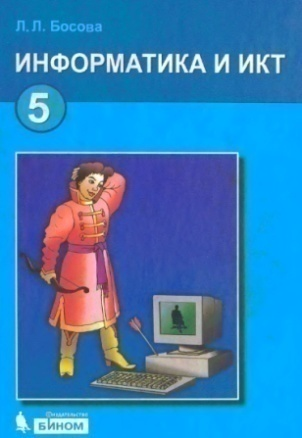 Л. Л. Босова
ИНФОРМАТИКА И ИКТ
5
Издательство
БИНОМ